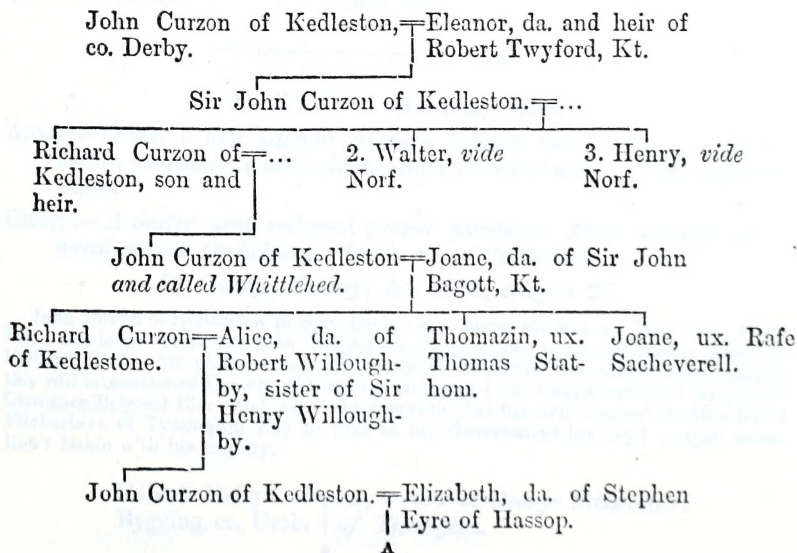 John Curzon of Kedleston,
co. Derby.
Eleanor, da. and heir of
Robert Twyford, Kt.
Sir John Curzon of Kedleston. ...
Richard Curzon of ...
Kedleston, son and
heir.
2. Walter, vide
Norf.
3. Henry, vide
Norf.
John Curzon of Kedleston
and called Whittlehed.
Joane, da. of Sir John
Bagott, Kt.
Richard Curzon
of Kedlestone.
Alice, da. of
Robert Willough-
by, sister of Sir
Henry Willough-
by.
Thomazin, ux.
Thomas Stat-
hom.
Joane, ux. Rafe
Sacheverell.
John Curzon of Kedleston.
Elizabeth, da. of Stephen
Eyre of Hassop.
A